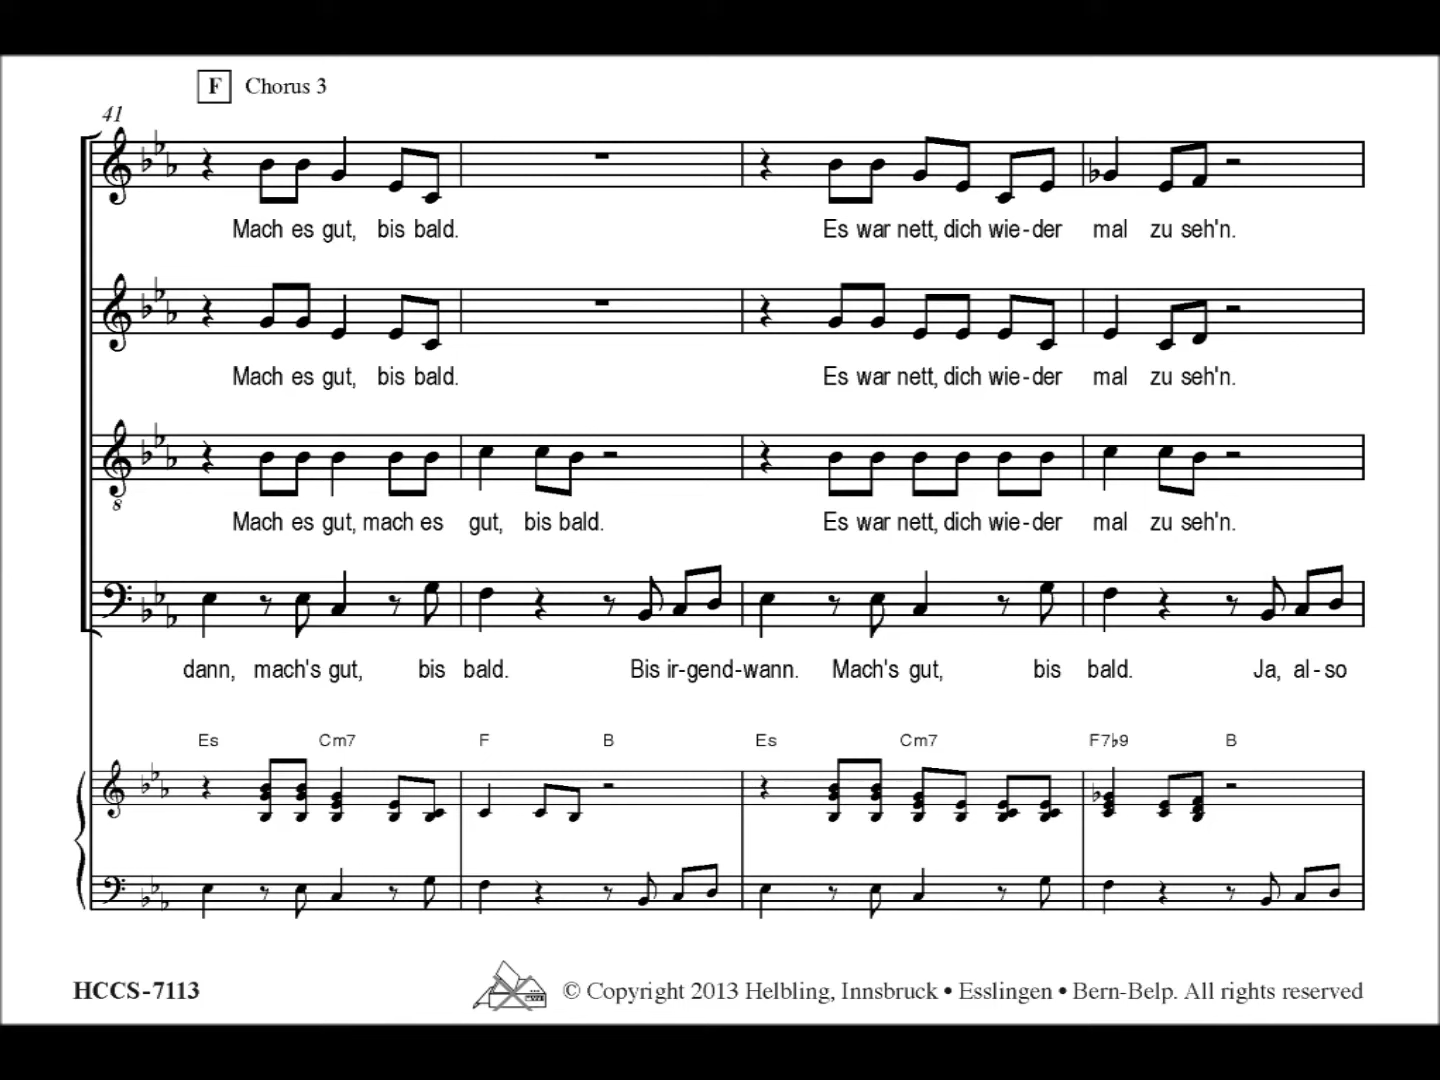 F Chorus 3
41
Mach es gut, bis bald. Es war nett, dich wie-der mal zu seh'n.
Mach es gut, bis bald. Es war nett, dich wie-der mal zu seh'n.
8
Mach es gut, mach es gut, bis bald. Es war nett, dich wie-der mal zu seh'n.
dann, mach's gut, bis bald. Bis ir-gend-wann. Mach's gut, bis bald. Ja, al-so
Es Cm7 F B Es Cm7 F7♭9 B
HCCS-7113 © Copyright 2013 Helbling, Innsbruck • Esslingen • Bern-Belp. All rights reserved